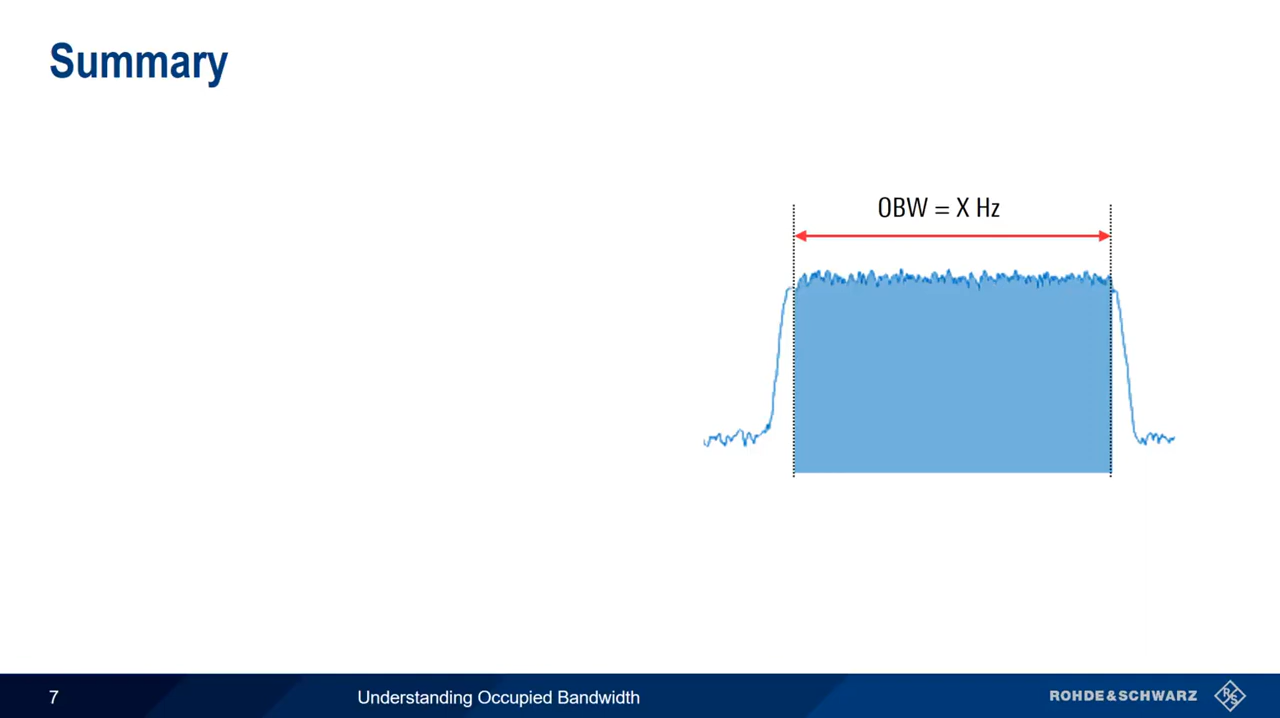 Summary
OBW = X Hz
7
Understanding Occupied Bandwidth
ROHDE&SCHWARZ
R
S